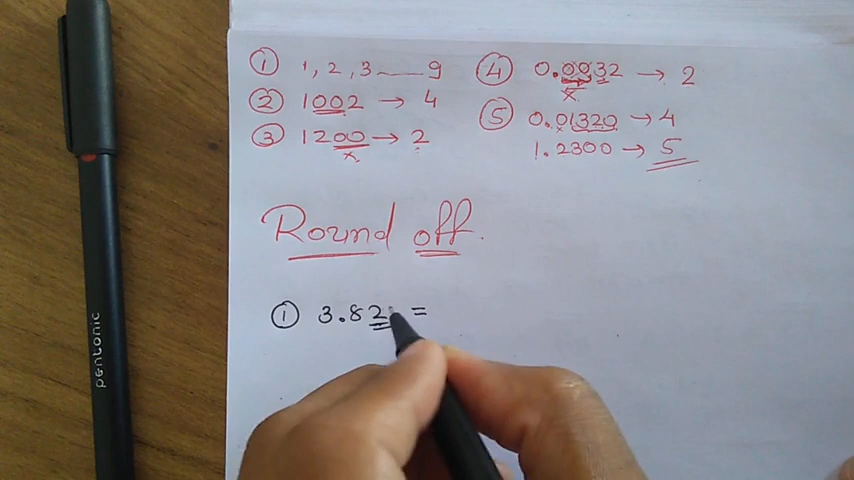 ① 1, 2, 3 ___ 9
② 1002 → 4
③ 1200 → 2
x
④ 0.0032 → 2
x
⑤ 0.01320 → 4
x
1.2300 → 5
Round off.
① 3.82 =
pentonic